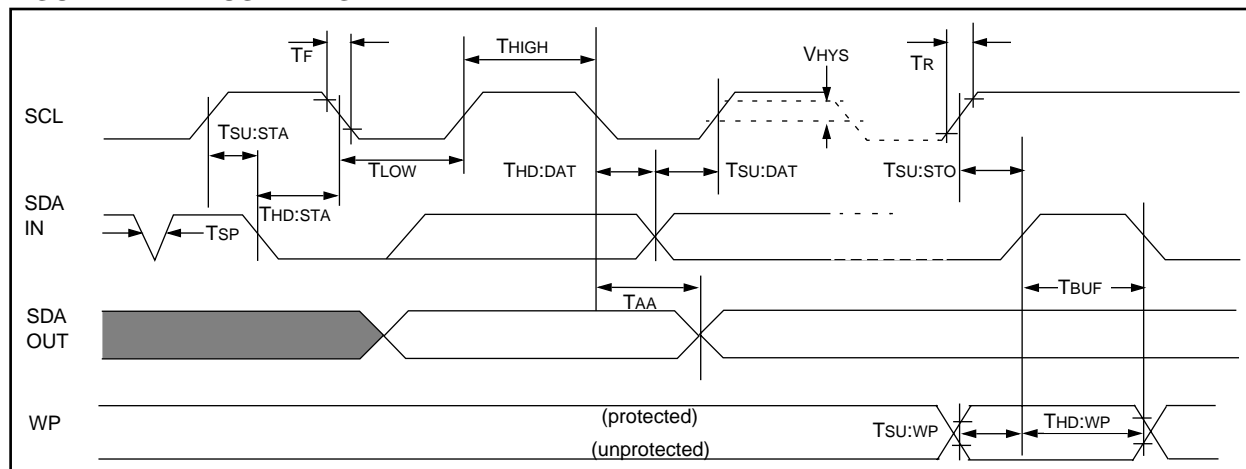 TF
THIGH
VHYS
TR
SCL
TSU:STA
TLOW
THD:DAT
TSU:DAT
TSU:STO
SDA
IN
TSP
THD:STA
TBUF
TAA
SDA
OUT
WP
(protected)
(unprotected)
TSU:WP
THD:WP